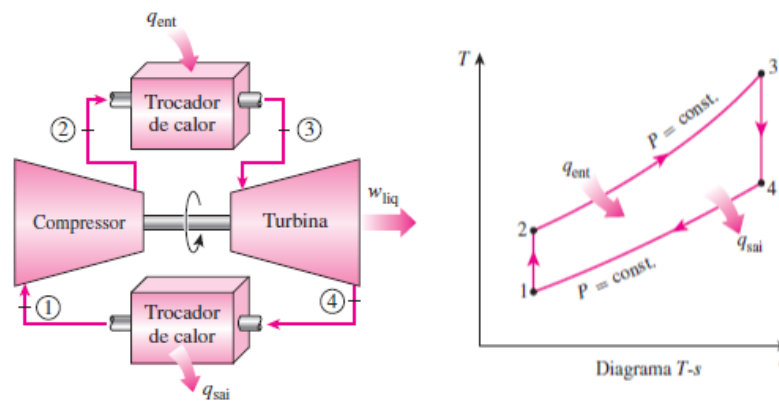 q_ent
Trocador
de calor
②
③
Compressor
Turbina
w_liq
①
④
Trocador
de calor
q_sai
T
3
P = const.
q_ent
4
2
q_sai
P = const.
1
Diagrama T-s